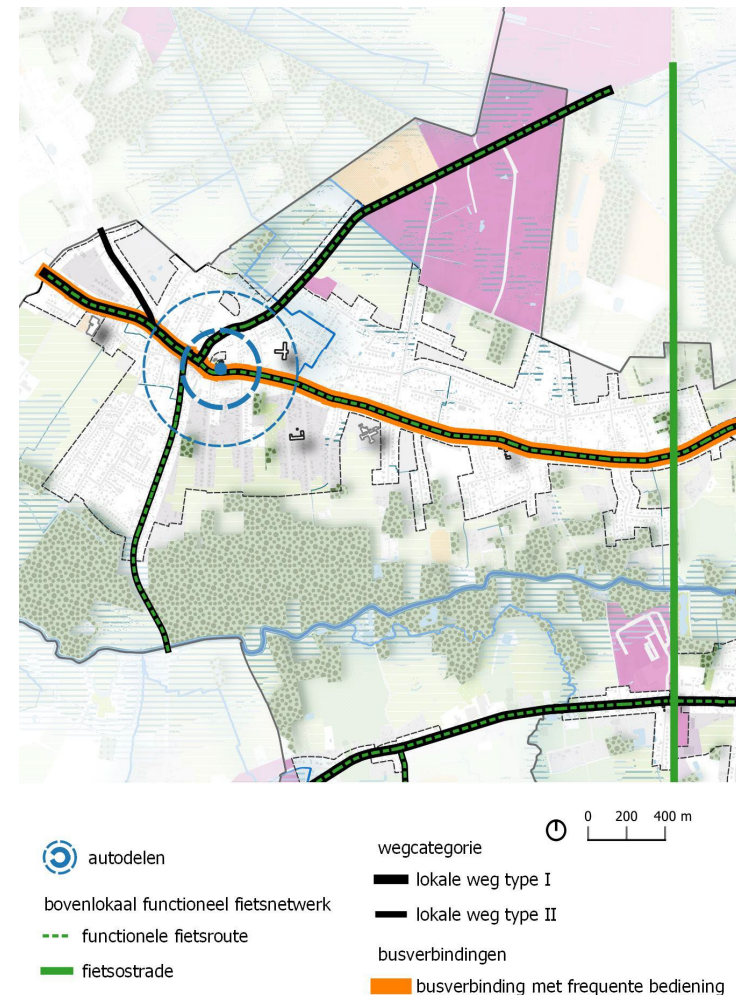 0 200 400 m
autodelen
bovenlokaal functioneel fietsnetwerk
functionele fietsroute
fietsostrade
wegcategorie
lokale weg type I
lokale weg type II
busverbindingen
busverbinding met frequente bediening